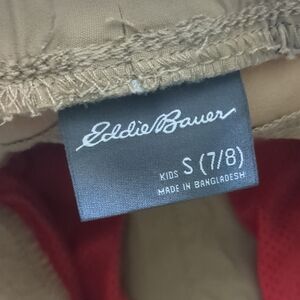 Eddie Bauer
KIDS S (7/8)
MADE IN BANGLADESH